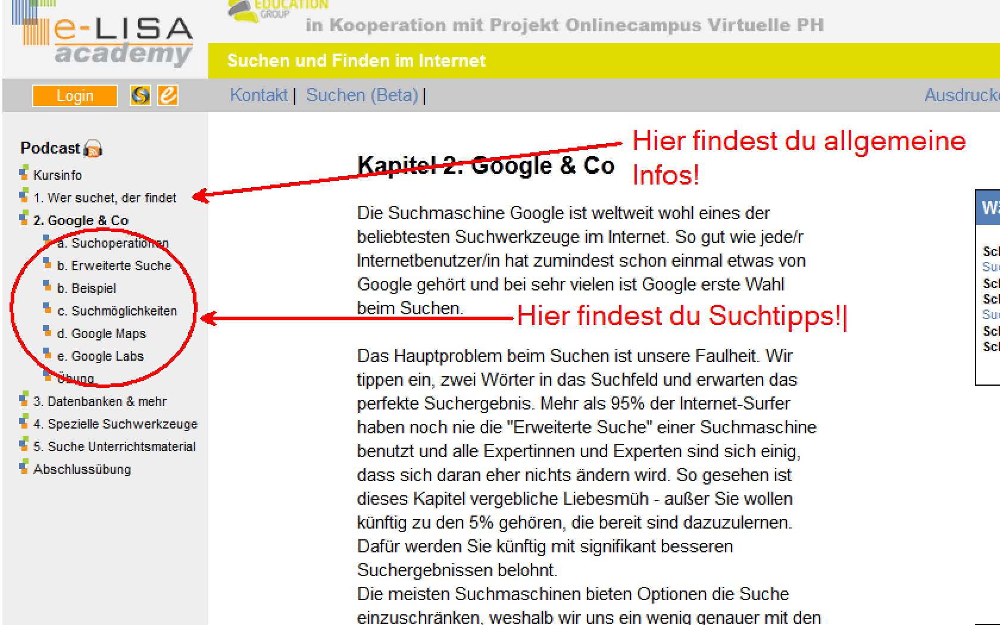 EDUCATION
GROUP
e-LISA
academy
in Kooperation mit Projekt Onlinecampus Virtuelle PH
Suchen und Finden im Internet
Login
Kontakt | Suchen (Beta) |
Podcast
Kursinfo
1. Wer suchet, der findet
2. Google & Co
a. Suchoperationen
b. Erweiterte Suche
b. Beispiel
c. Suchmöglichkeiten
d. Google Maps
e. Google Labs
Übung
3. Datenbanken & mehr
4. Spezielle Suchwerkzeuge
5. Suche Unterrichtsmaterial
Abschlussübung
Hier findest du allgemeine
Infos!
Kapitel 2: Google & Co
Die Suchmaschine Google ist weltweit wohl eines der
beliebtesten Suchwerkzeuge im Internet. So gut wie jede/r
Internetbenutzer/in hat zumindest schon einmal etwas von
Google gehört und bei sehr vielen ist Google erste Wahl
beim Suchen.
Hier findest du Suchtipps!
Das Hauptproblem beim Suchen ist unsere Faulheit. Wir
tippen ein, zwei Wörter in das Suchfeld und erwarten das
perfekte Suchergebnis. Mehr als 95% der Internet-Surfer
haben noch nie die "Erweiterte Suche" einer Suchmaschine
benutzt und alle Expertinnen und Experten sind sich einig,
dass sich daran eher nichts ändern wird. So gesehen ist
dieses Kapitel vergebliche Liebesmüh - außer Sie wollen
künftig zu den 5% gehören, die bereit sind dazuzulernen.
Dafür werden Sie künftig mit signifikant besseren
Suchergebnissen belohnt.
Die meisten Suchmaschinen bieten Optionen die Suche
einzuschränken, weshalb wir uns ein wenig genauer mit den